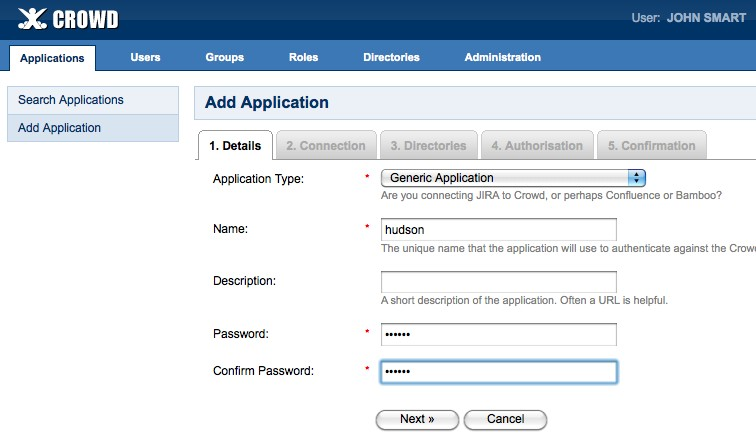 CROWD
User: JOHN SMART
Applications Users Groups Roles Directories Administration
Search Applications
Add Application
Add Application
1. Details 2. Connection 3. Directories 4. Authorisation 5. Confirmation
Application Type: * Generic Application
Are you connecting JIRA to Crowd, or perhaps Confluence or Bamboo?
Name: * hudson
The unique name that the application will use to authenticate against the Crow
Description:
A short description of the application. Often a URL is helpful.
Password: * ••••••
Confirm Password: * ••••••
Next » Cancel